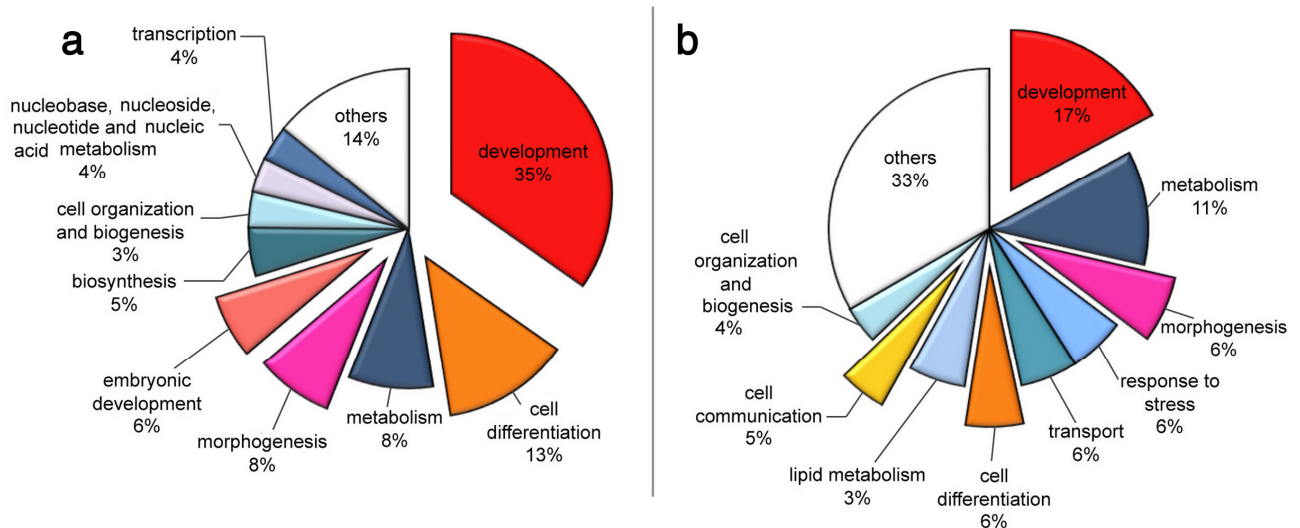 a
transcription
4%
nucleobase, nucleoside,
nucleotide and nucleic
acid metabolism
4%
cell organization
and biogenesis
3%
biosynthesis
5%
embryonic
development
6%
morphogenesis
8%
metabolism
8%
cell
differentiation
13%
development
35%
others
14%
b
development
17%
metabolism
11%
morphogenesis
6%
response to
stress
6%
transport
6%
cell
differentiation
6%
lipid metabolism
3%
cell
communication
5%
cell
organization
and
biogenesis
4%
others
33%